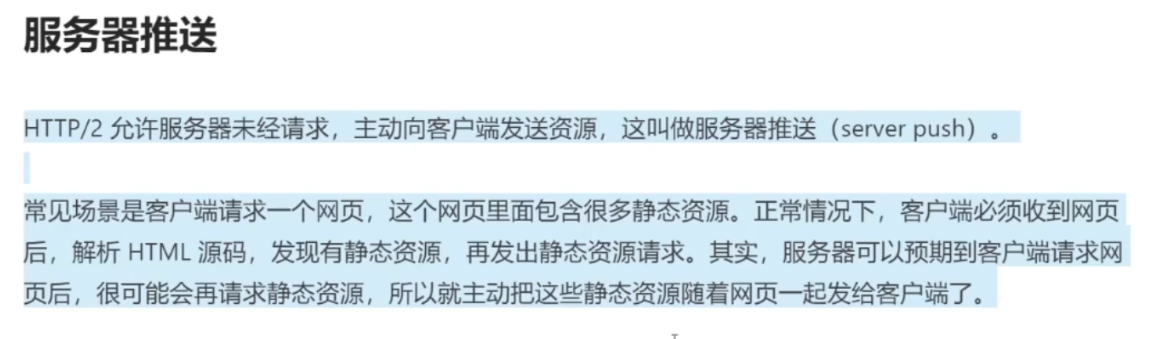 服务器推送
HTTP/2 允许服务器未经请求，主动向客户端发送资源，这叫做服务器推送（server push）。
常见场景是客户端请求一个网页，这个网页里面包含很多静态资源。正常情况下，客户端必须收到网页
后，解析 HTML 源码，发现有静态资源，再发出静态资源请求。其实，服务器可以预期到客户端请求网
页后，很可能会再请求静态资源，所以就主动把这些静态资源随着网页一起发给客户端了。